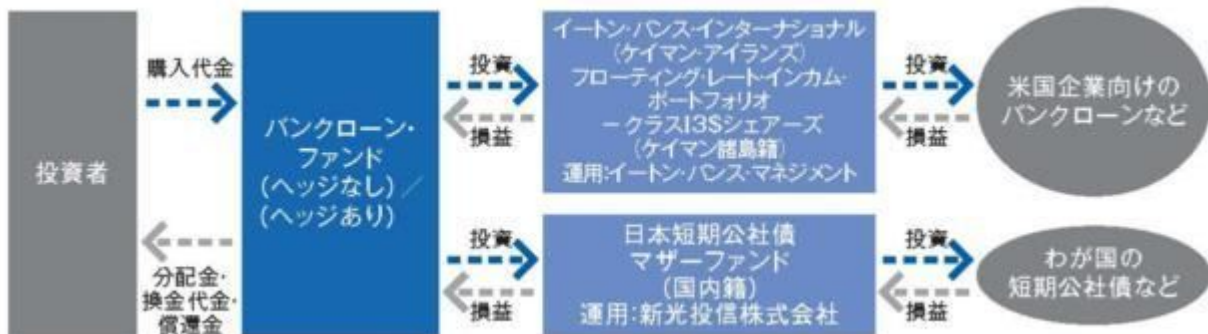 投資者
購入代金
分配金・
換金代金・
償還金
バンクローン・
ファンド
(ヘッジなし)／
(ヘッジあり)
投資
損益
イートン・バンス・インターナショナル
(ケイマン・アイランズ)
フローティング・レート・インカム・
ポートフォリオ
－クラスI3$シェアーズ
(ケイマン諸島籍)
運用:イートン・バンス・マネジメント
投資
損益
米国企業向けの
バンクローンなど
投資
損益
日本短期公社債
マザーファンド
(国内籍)
運用:新光投信株式会社
投資
損益
わが国の
短期公社債など